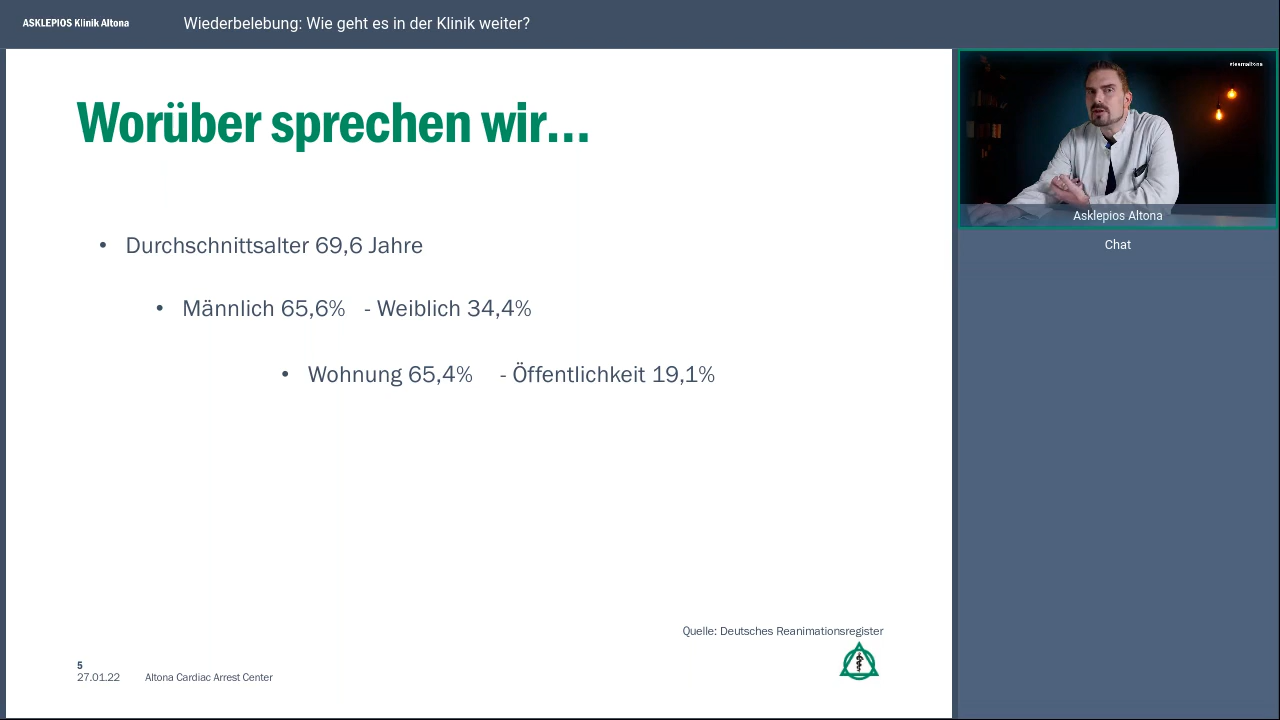 ASKLEPIOS Klinik Altona
Wiederbelebung: Wie geht es in der Klinik weiter?
Worüber sprechen wir...
• Durchschnittsalter 69,6 Jahre
• Männlich 65,6% - Weiblich 34,4%
• Wohnung 65,4% - Öffentlichkeit 19,1%
Quelle: Deutsches Reanimationsregister
5
27.01.22 Altona Cardiac Arrest Center
#teamaltona
Asklepios Altona
Chat